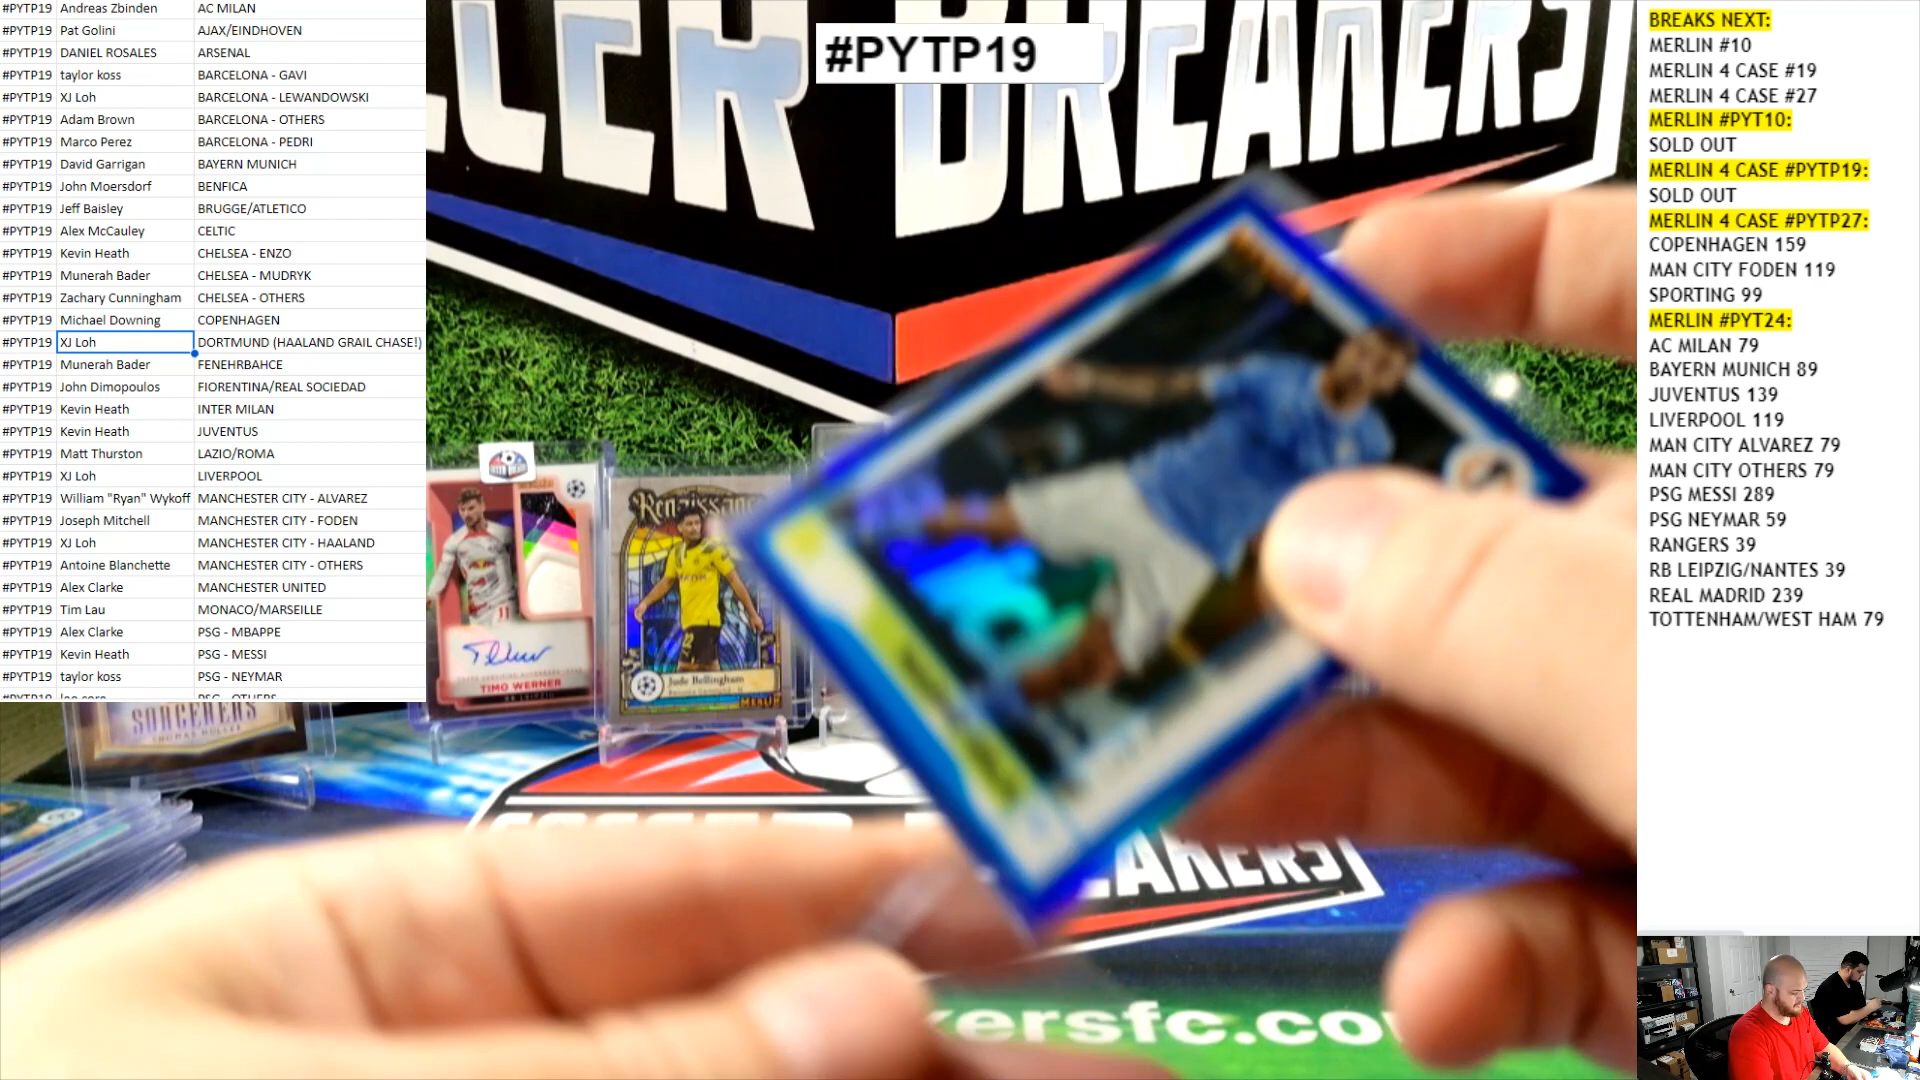 #PYTP19 Andreas Zbinden AC MILAN
#PYTP19 Pat Golini AJAX/EINDHOVEN
#PYTP19 DANIEL ROSALES ARSENAL
#PYTP19 taylor koss BARCELONA - GAVI
#PYTP19 XJ Loh BARCELONA - LEWANDOWSKI
#PYTP19 Adam Brown BARCELONA - OTHERS
#PYTP19 Marco Perez BARCELONA - PEDRI
#PYTP19 David Garrigan BAYERN MUNICH
#PYTP19 John Moersdorf BENFICA
#PYTP19 Jeff Baisley BRUGGE/ATLETICO
#PYTP19 Alex McCauley CELTIC
#PYTP19 Kevin Heath CHELSEA - ENZO
#PYTP19 Munerah Bader CHELSEA - MUDRYK
#PYTP19 Zachary Cunningham CHELSEA - OTHERS
#PYTP19 Michael Downing COPENHAGEN
#PYTP19 XJ Loh DORTMUND (HAALAND GRAIL CHASE!)
#PYTP19 Munerah Bader FENEHRBAHCE
#PYTP19 John Dimopoulos FIORENTINA/REAL SOCIEDAD
#PYTP19 Kevin Heath INTER MILAN
#PYTP19 Kevin Heath JUVENTUS
#PYTP19 Matt Thurston LAZIO/ROMA
#PYTP19 XJ Loh LIVERPOOL
#PYTP19 William "Ryan" Wykoff MANCHESTER CITY - ALVAREZ
#PYTP19 Joseph Mitchell MANCHESTER CITY - FODEN
#PYTP19 XJ Loh MANCHESTER CITY - HAALAND
#PYTP19 Antoine Blanchette MANCHESTER CITY - OTHERS
#PYTP19 Alex Clarke MANCHESTER UNITED
#PYTP19 Tim Lau MONACO/MARSEILLE
#PYTP19 Alex Clarke PSG - MBAPPE
#PYTP19 Kevin Heath PSG - MESSI
#PYTP19 taylor koss PSG - NEYMAR
#PYTP19
CCER BREAKERS
BREAKS NEXT:
MERLIN #10
MERLIN 4 CASE #19
MERLIN 4 CASE #27
MERLIN #PYT10:
SOLD OUT
MERLIN 4 CASE #PYTP19:
SOLD OUT
MERLIN 4 CASE #PYTP27:
COPENHAGEN 159
MAN CITY FODEN 119
SPORTING 99
MERLIN #PYT24:
AC MILAN 79
BAYERN MUNICH 89
JUVENTUS 139
LIVERPOOL 119
MAN CITY ALVAREZ 79
MAN CITY OTHERS 79
PSG MESSI 289
PSG NEYMAR 59
RANGERS 39
RB LEIPZIG/NANTES 39
REAL MADRID 239
TOTTENHAM/WEST HAM 79
11
TIMO WERNER
Renaissance
Jude Bellingham
MERLIN
SORCERERS
AKERS
kersfc.co